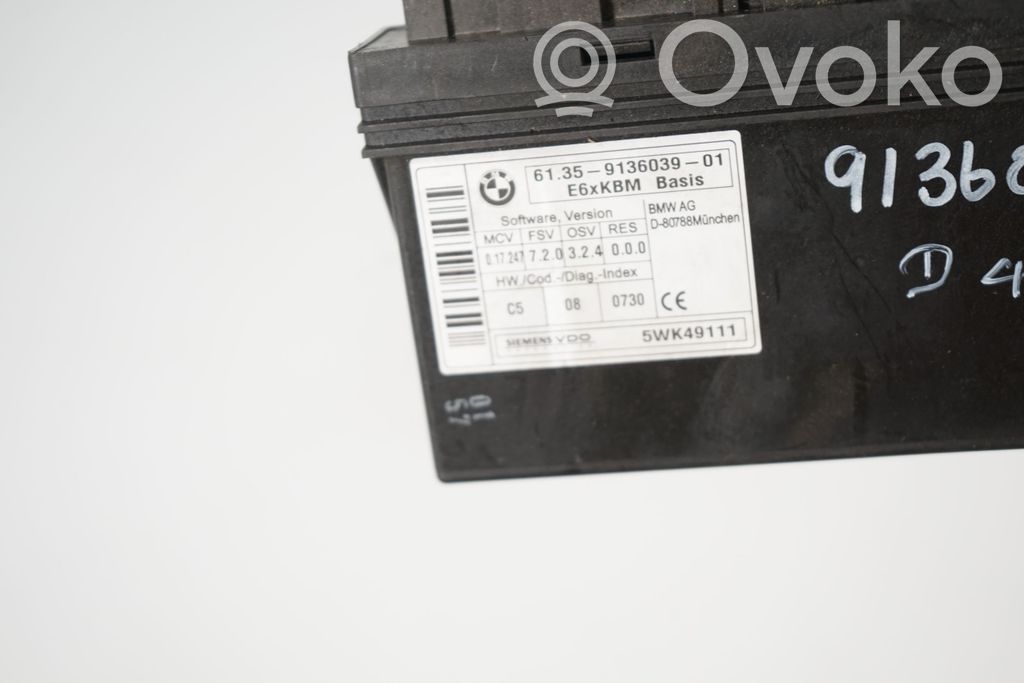 Ovoko
61.35-9136039-01
E6xKBM Basis
Software, Version
BMW AG
D-80788München
MCV FSV OSV RES
0.17.247 7.2.0 3.2.4 0.0.0
HW./Cod.-/Diag.-Index
C5 08 0730 CE
SIEMENS VDO 5WK49111
9136
D 4